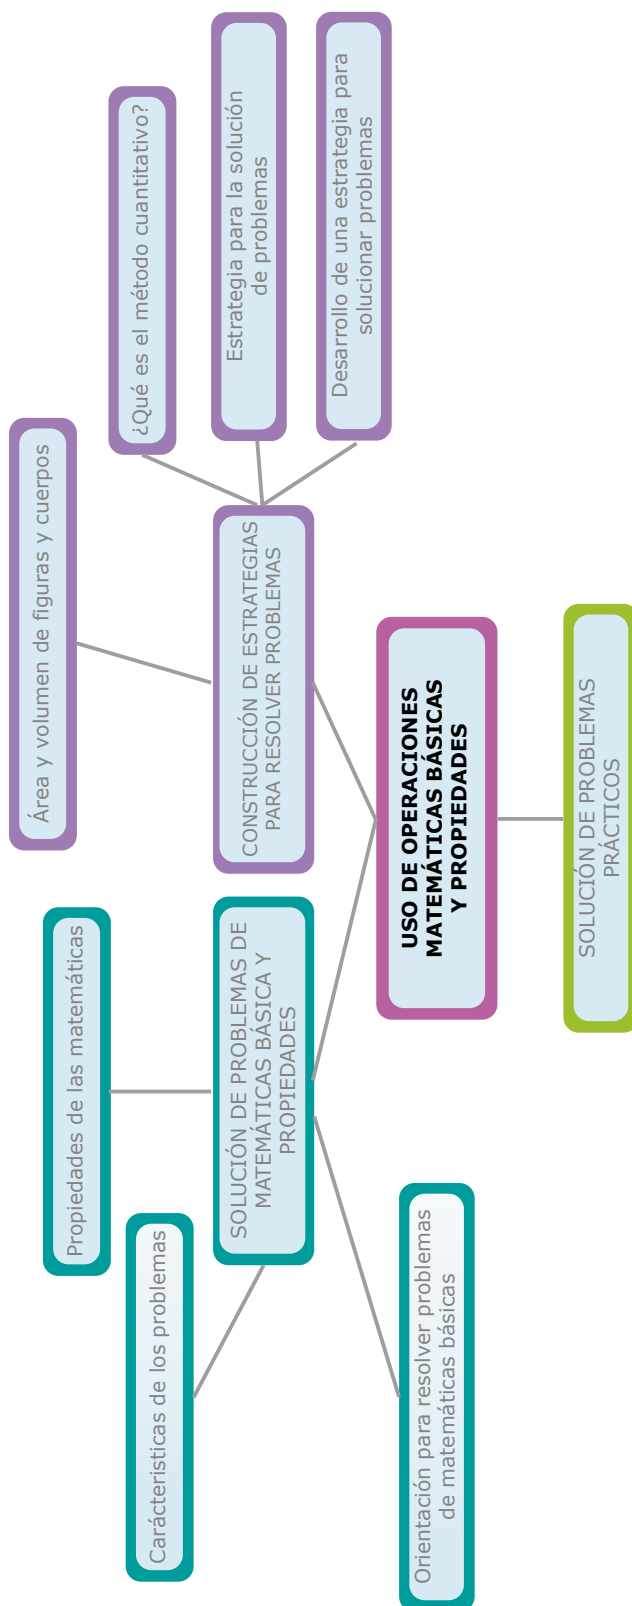 Carácteristicas de los problemas
Propiedades de las matemáticas
Área y volumen de figuras y cuerpos
¿Qué es el método cuantitativo?
SOLUCIÓN DE PROBLEMAS DE
MATEMÁTICAS BÁSICA Y
PROPIEDADES
CONSTRUCCIÓN DE ESTRATEGIAS
PARA RESOLVER PROBLEMAS
Estrategia para la solución
de problemas
Desarrollo de una estrategia para
solucionar problemas
Orientación para resolver problemas
de matemáticas básicas
USO DE OPERACIONES
MATEMÁTICAS BÁSICAS
Y PROPIEDADES
SOLUCIÓN DE PROBLEMAS
PRÁCTICOS